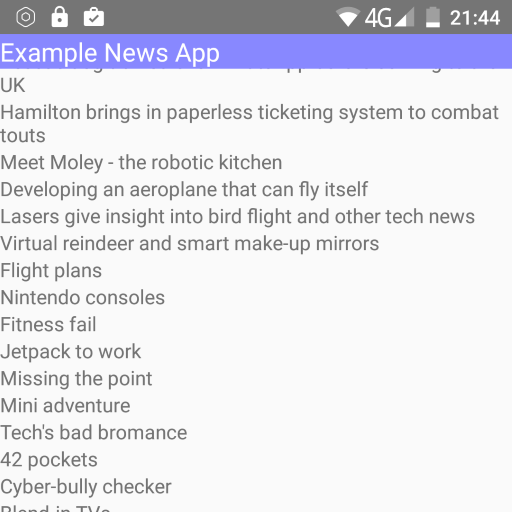 4G 21:44
Example News App
UK
Hamilton brings in paperless ticketing system to combat
touts
Meet Moley - the robotic kitchen
Developing an aeroplane that can fly itself
Lasers give insight into bird flight and other tech news
Virtual reindeer and smart make-up mirrors
Flight plans
Nintendo consoles
Fitness fail
Jetpack to work
Missing the point
Mini adventure
Tech's bad bromance
42 pockets
Cyber-bully checker